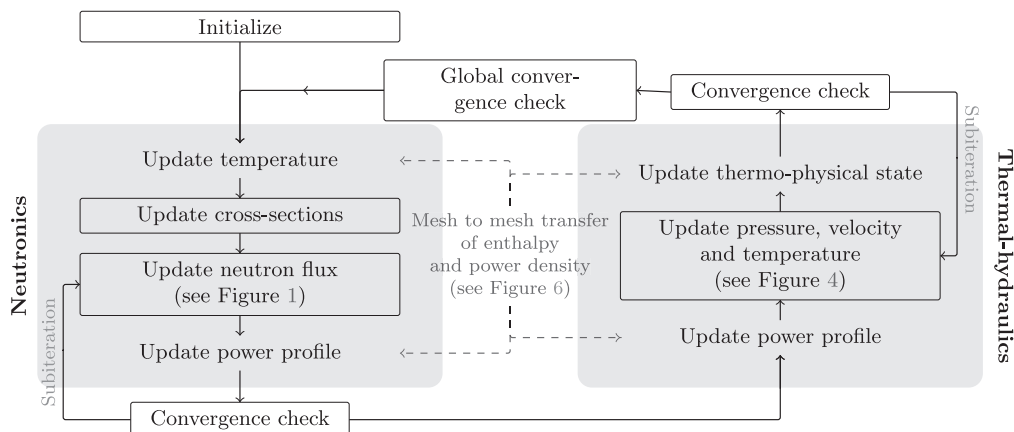 Initialize
Global conver-
gence check
Convergence check
Neutronics
Update temperature
Update cross-sections
Update neutron flux
(see Figure 1)
Update power profile
Subiteration
Convergence check
Mesh to mesh transfer
of enthalpy
and power density
(see Figure 6)
Update thermo-physical state
Update pressure, velocity
and temperature
(see Figure 4)
Update power profile
Subiteration
Thermal-hydraulics